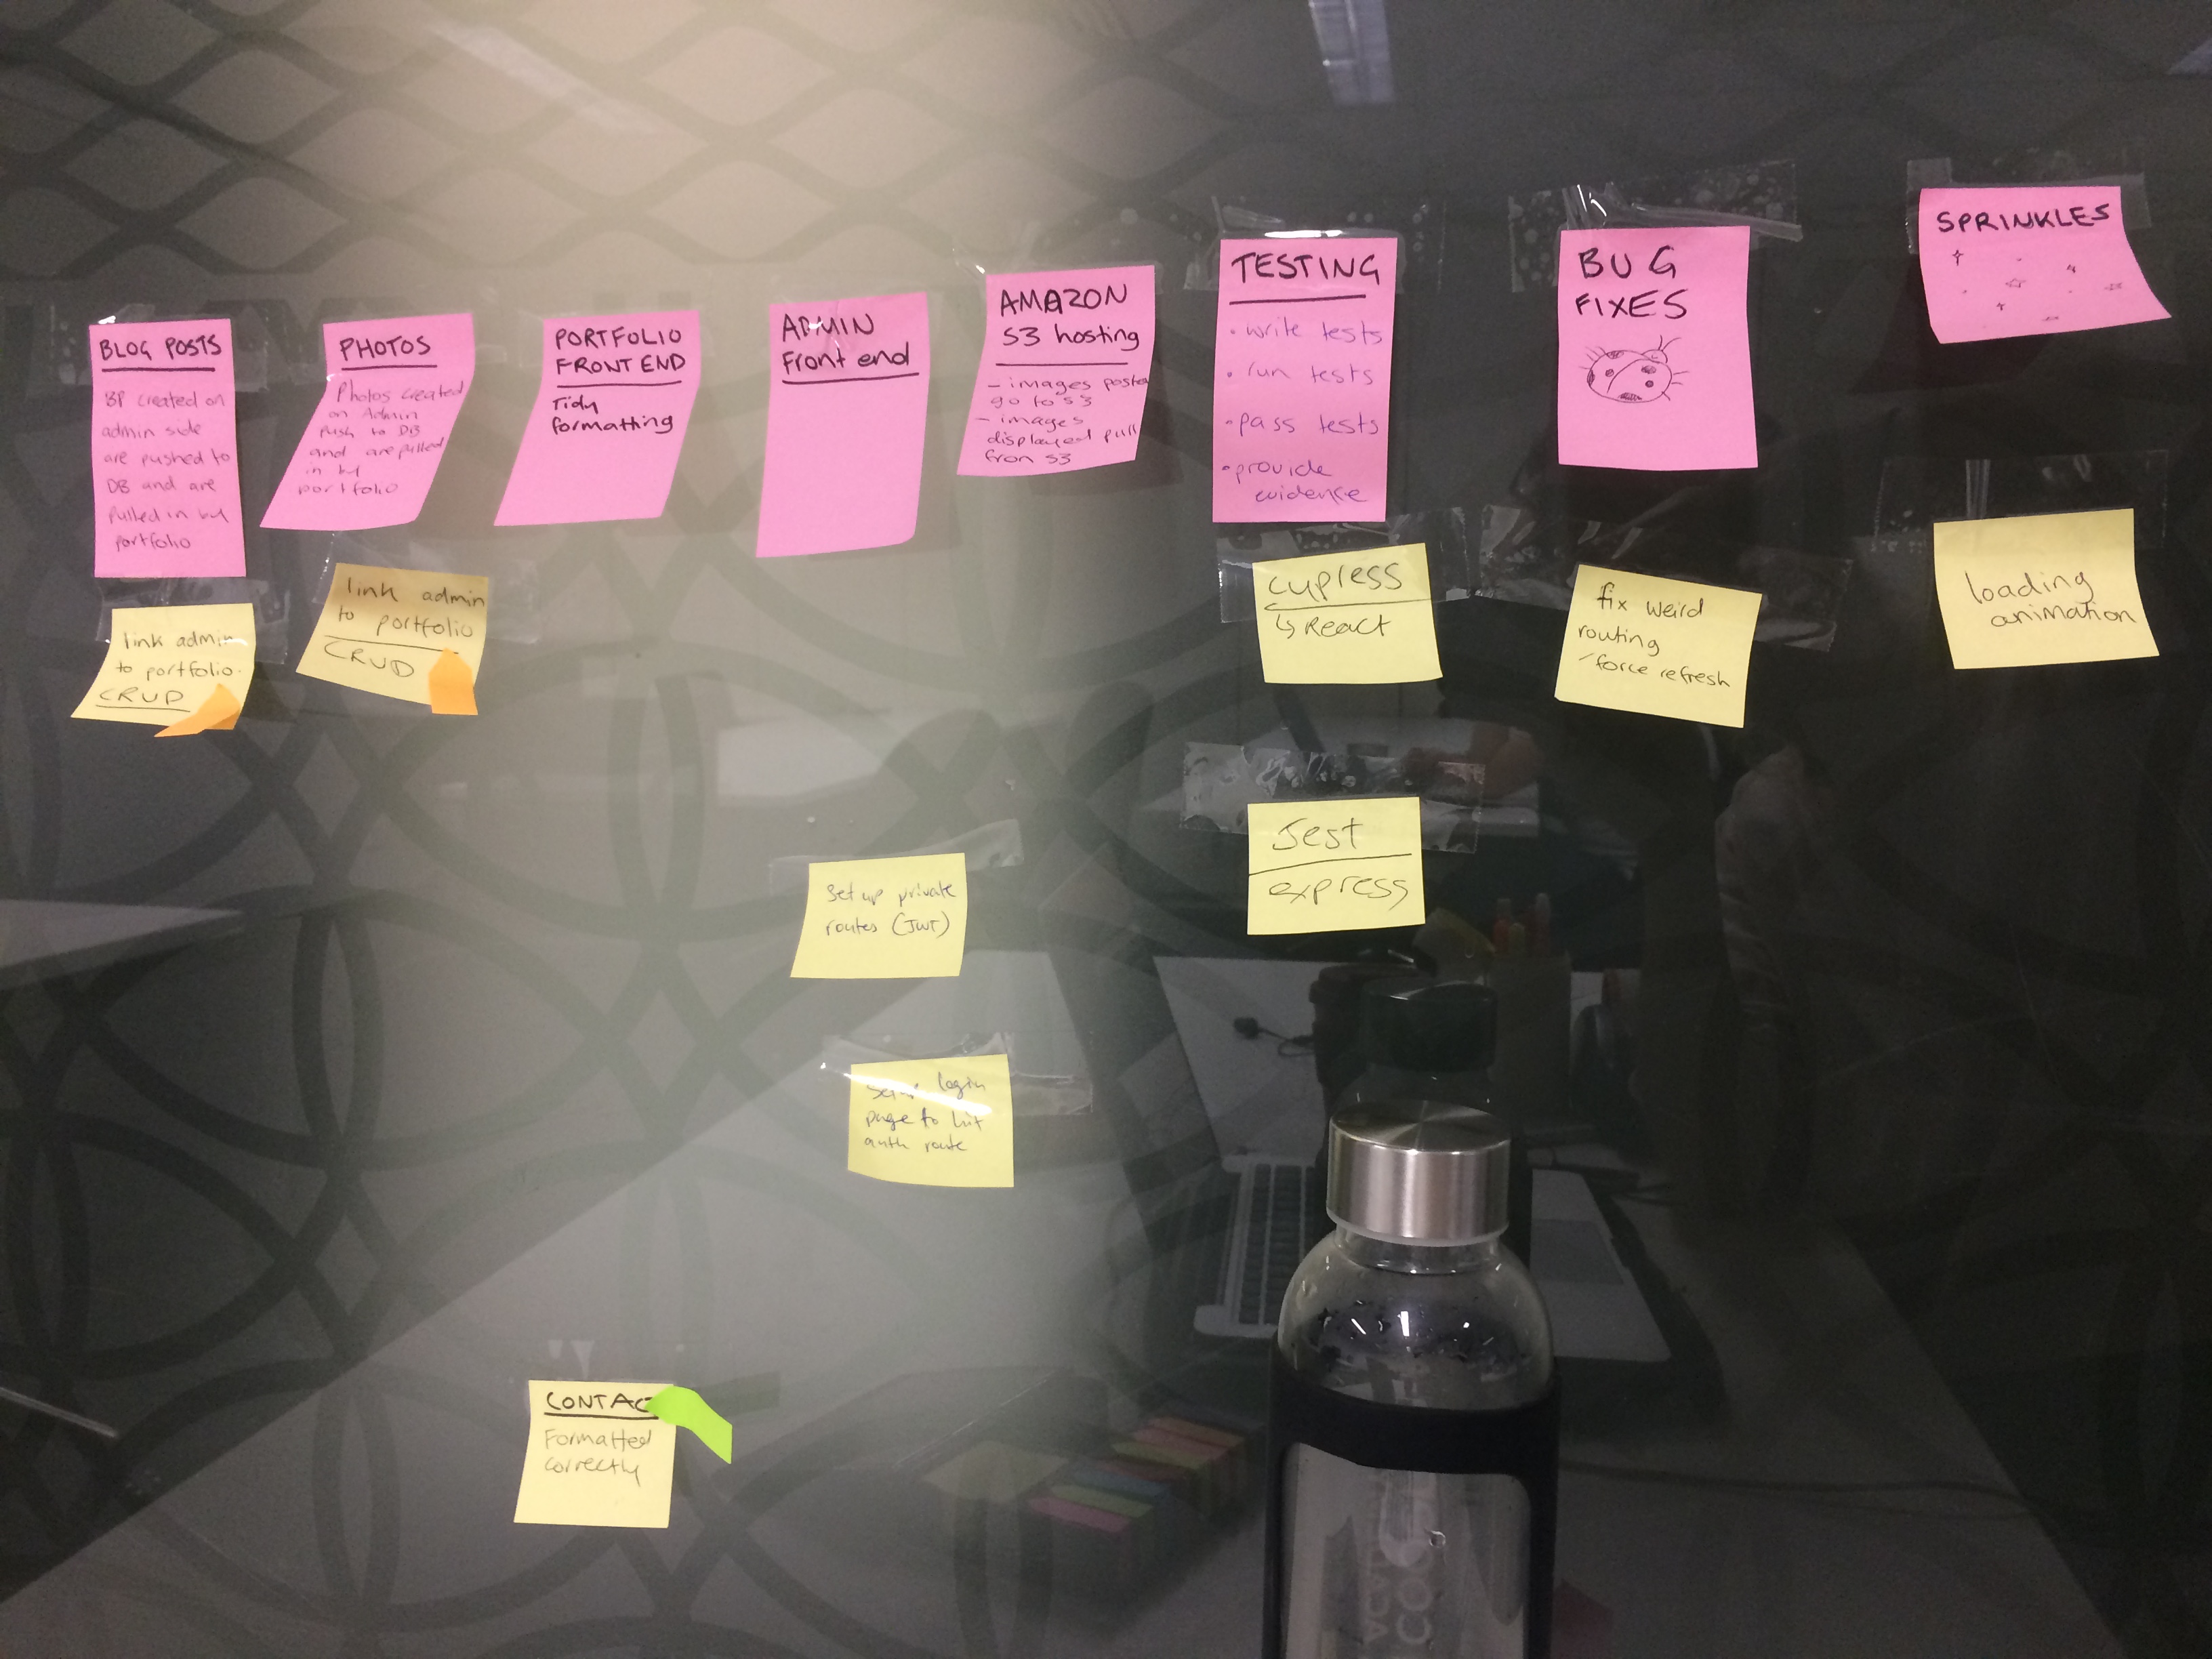 BLOG POSTS
BP created on
admin side
are pushed to
DB and are
pulled in by
portfolio
PHOTOS
Photos created
on Admin
push to DB
and are pulled
in by
portfolio
PORTFOLIO
FRONT END
Tidy
formatting
ADMIN
Front end
AMAZON
S3 hosting
- images posted
go to S3
- images
displayed pull
from S3
TESTING
• write tests
• run tests
• pass tests
• provide
evidence
BUG
FIXES
SPRINKLES
link admin
to portfolio.
CRUD
link admin
to portfolio
CRUD
cypress
↳ React
fix weird
routing
/force refresh
loading
animation
Set up private
routes (JWT)
Jest
express
login
page to hit
auth route
CONTACT
Formatted
correctly